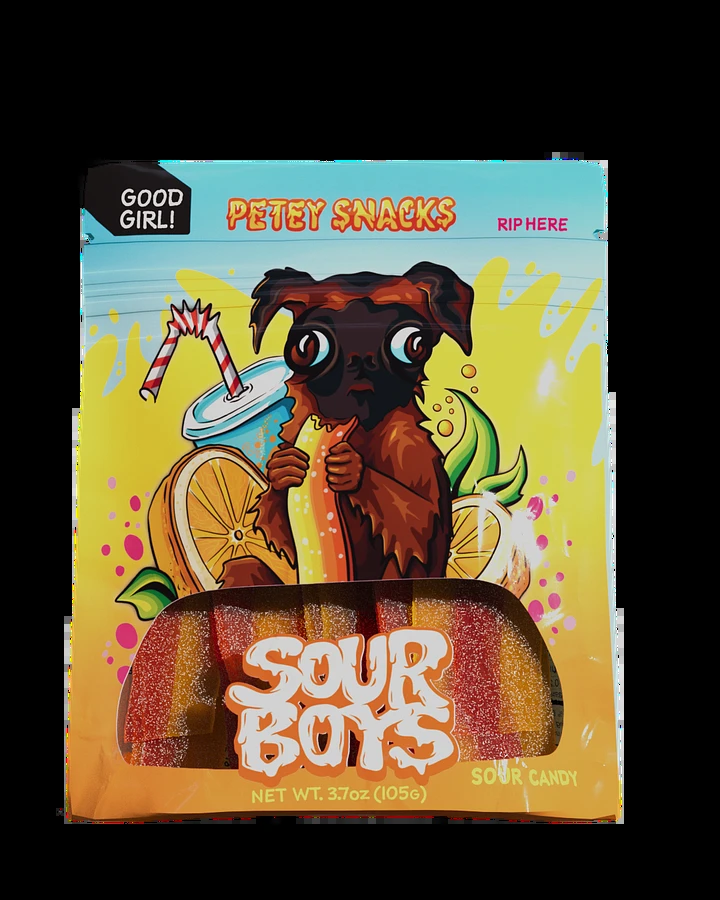 GOOD
GIRL!
PETEY SNACKS
RIP HERE
SOUR
BOYS
SOUR CANDY
NET WT. 3.7oz (105G)